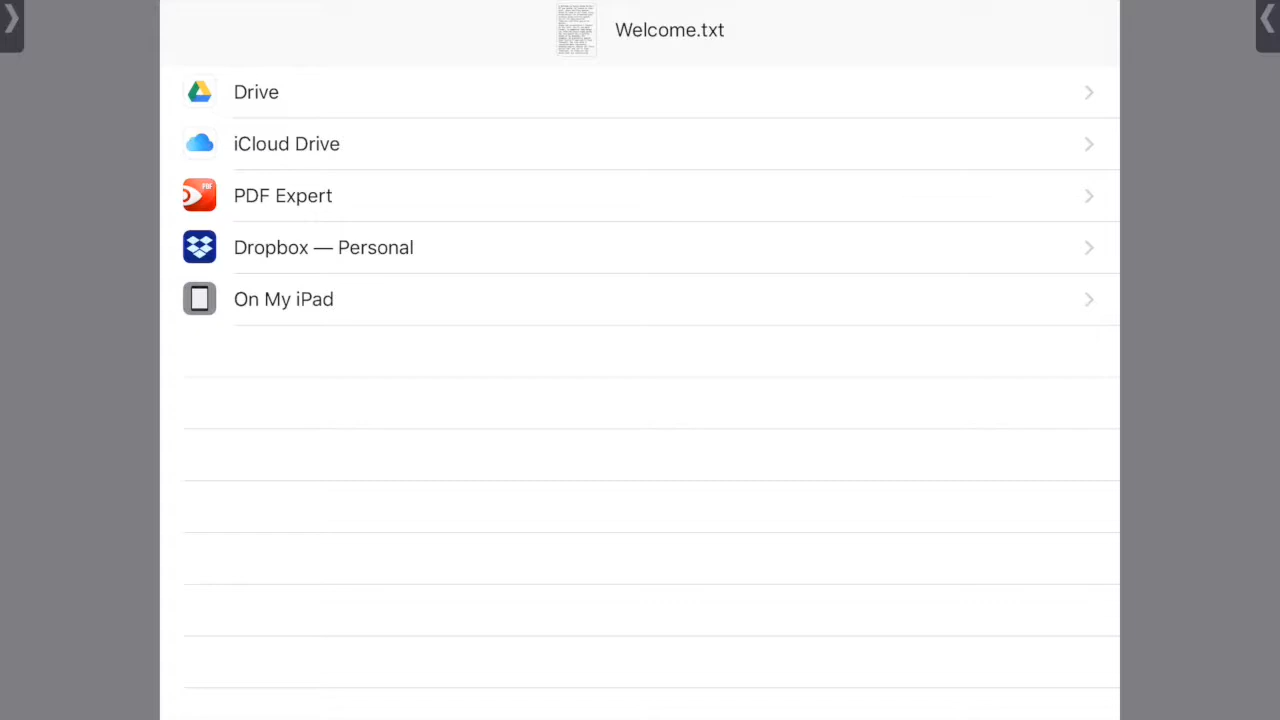 Welcome.txt
Drive
iCloud Drive
PDF Expert
Dropbox — Personal
On My iPad